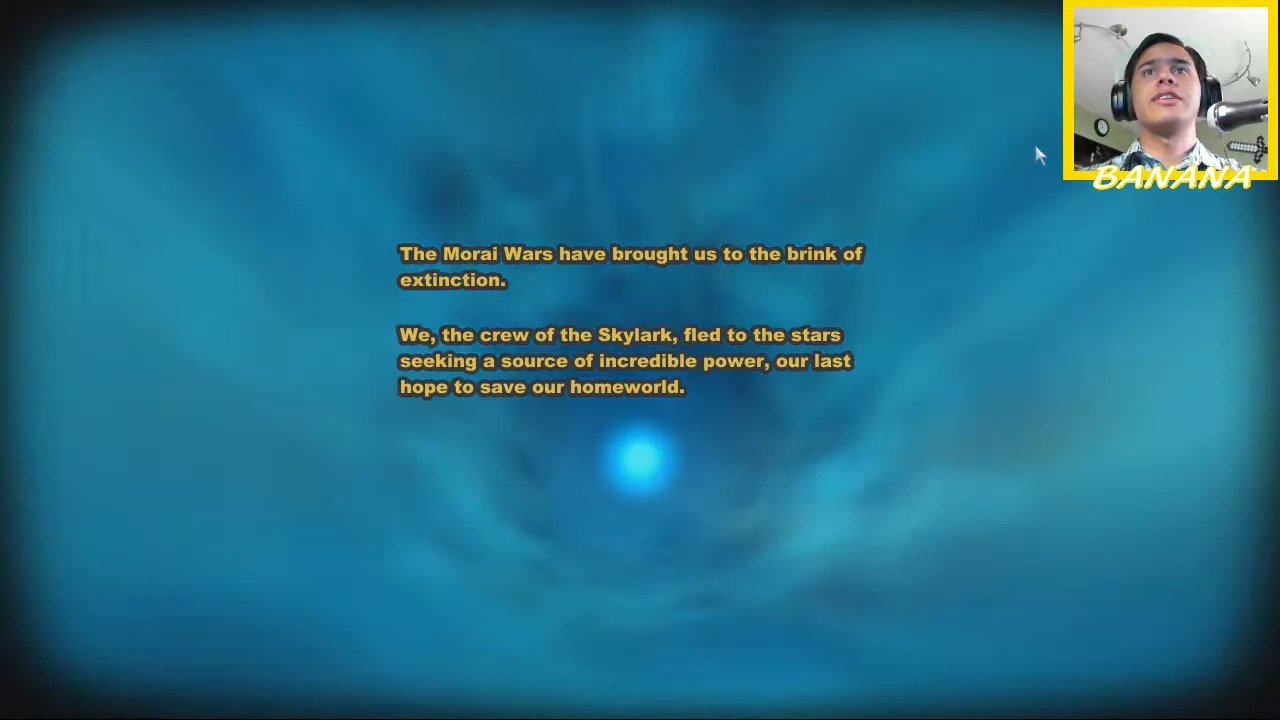 BANANA
The Morai Wars have brought us to the brink of
extinction.
We, the crew of the Skylark, fled to the stars
seeking a source of incredible power, our last
hope to save our homeworld.